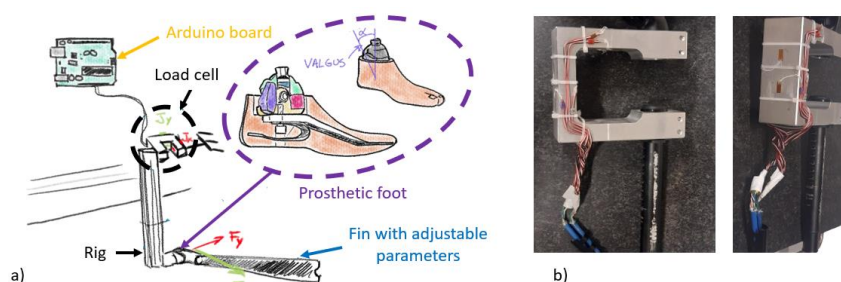 a)
Arduino board
Load cell
VALGUS
α
Prosthetic foot
Fy
Rig
Fin with adjustable
parameters
b)